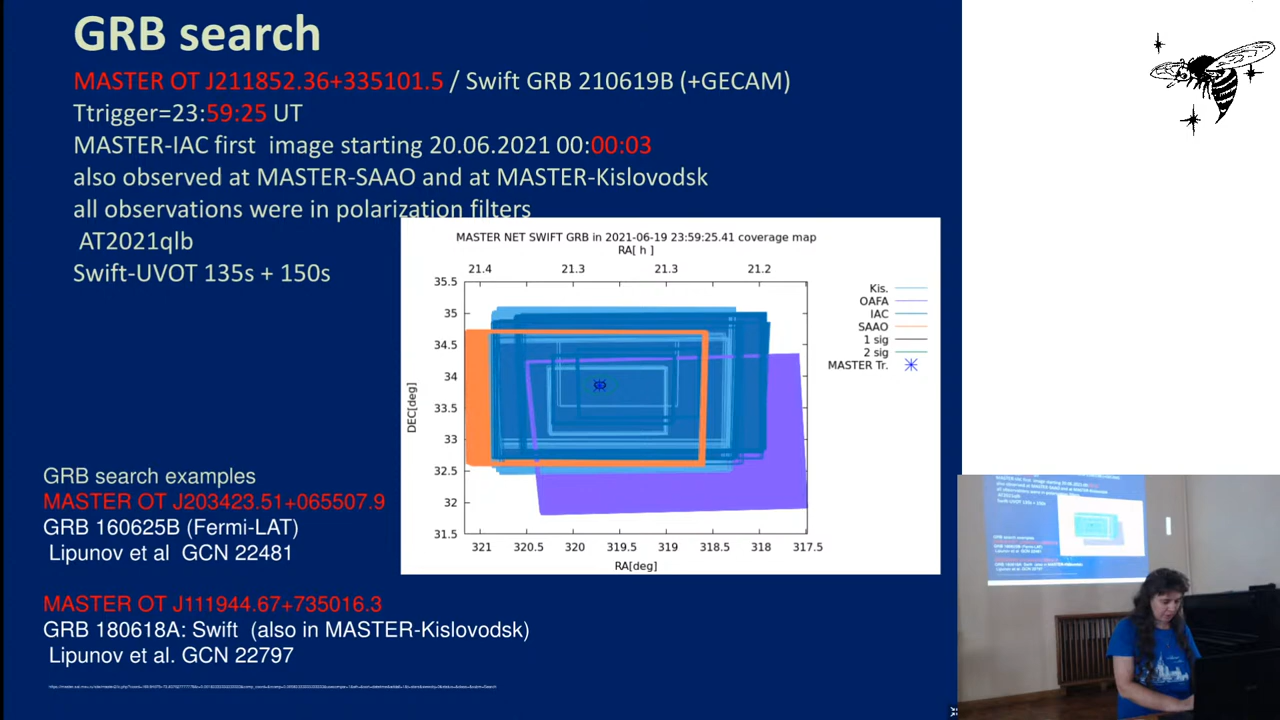 GRB search
MASTER OT J211852.36+335101.5 / Swift GRB 210619B (+GECAM)
Ttrigger=23:59:25 UT
MASTER-IAC first image starting 20.06.2021 00:00:03
also observed at MASTER-SAAO and at MASTER-Kislovodsk
all observations were in polarization filters
AT2021qlb
Swift-UVOT 135s + 150s
MASTER NET SWIFT GRB in 2021-06-19 23:59:25.41 coverage map
RA[ h ]
21.4 21.3 21.3 21.2
35.5
35
34.5
34
33.5
33
32.5
32
31.5
DEC[deg]
321 320.5 320 319.5 319 318.5 318 317.5
RA[deg]
Kis.
OAFA
IAC
SAAO
1 sig
2 sig
MASTER Tr.
GRB search examples
MASTER OT J203423.51+065507.9
GRB 160625B (Fermi-LAT)
Lipunov et al GCN 22481
MASTER OT J111944.67+735016.3
GRB 180618A: Swift (also in MASTER-Kislovodsk)
Lipunov et al. GCN 22797